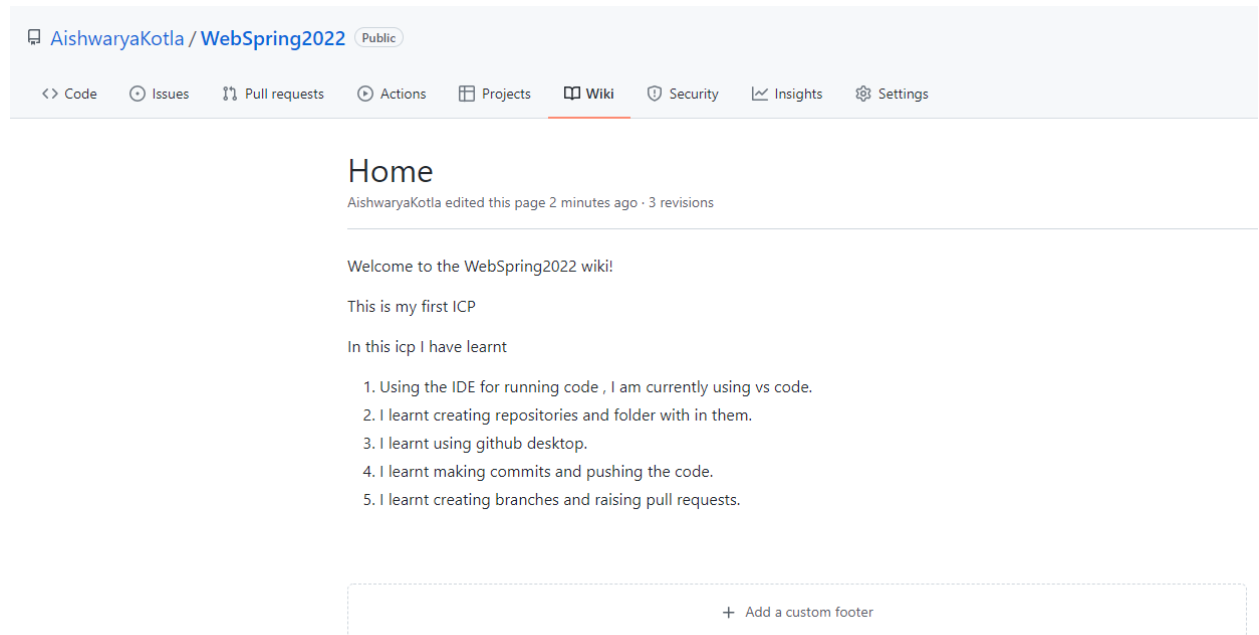 AishwaryaKotla / WebSpring2022 Public
Code Issues Pull requests Actions Projects Wiki Security Insights Settings
Home
AishwaryaKotla edited this page 2 minutes ago · 3 revisions
Welcome to the WebSpring2022 wiki!
This is my first ICP
In this icp I have learnt
1. Using the IDE for running code , I am currently using vs code.
2. I learnt creating repositories and folder with in them.
3. I learnt using github desktop.
4. I learnt making commits and pushing the code.
5. I learnt creating branches and raising pull requests.
+ Add a custom footer